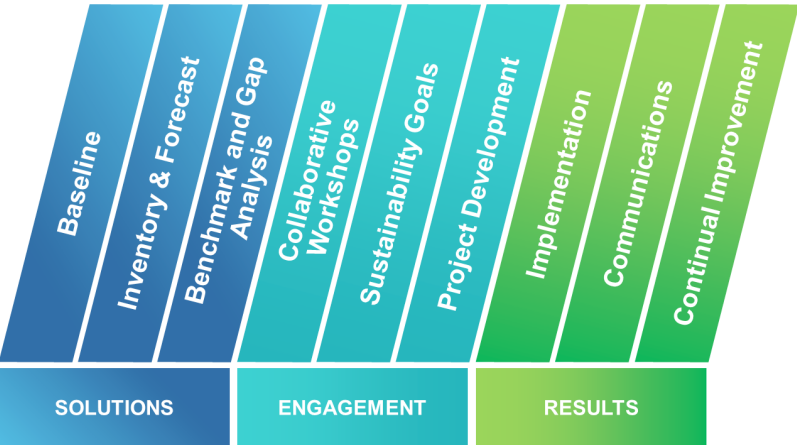 Baseline
Inventory & Forecast
Benchmark and Gap
Analysis
Collaborative
Workshops
Sustainability Goals
Project Development
Implementation
Communications
Continual Improvement
SOLUTIONS
ENGAGEMENT
RESULTS